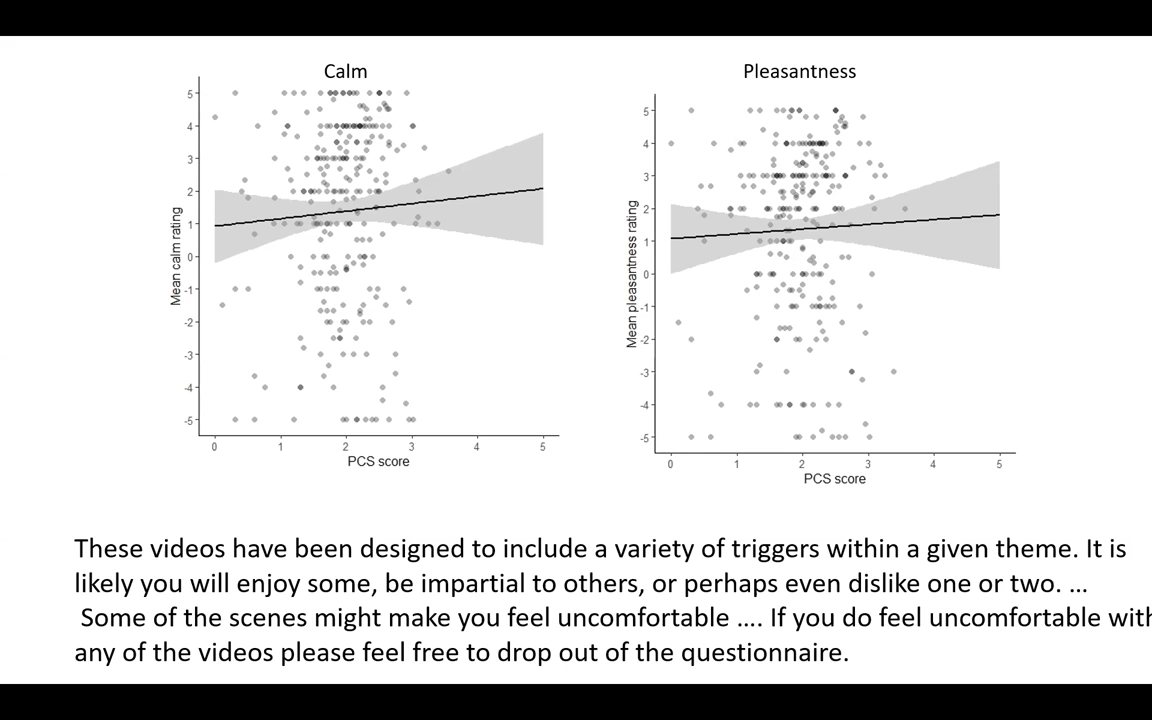 Calm
Pleasantness
5
4
3
2
1
0
-1
-2
-3
-4
-5
Mean calm rating
0 1 2 3 4 5
PCS score
5
4
3
2
1
0
-1
-2
-3
-4
-5
Mean pleasantness rating
0 1 2 3 4 5
PCS score
These videos have been designed to include a variety of triggers within a given theme. It is
likely you will enjoy some, be impartial to others, or perhaps even dislike one or two. …
Some of the scenes might make you feel uncomfortable …. If you do feel uncomfortable with
any of the videos please feel free to drop out of the questionnaire.